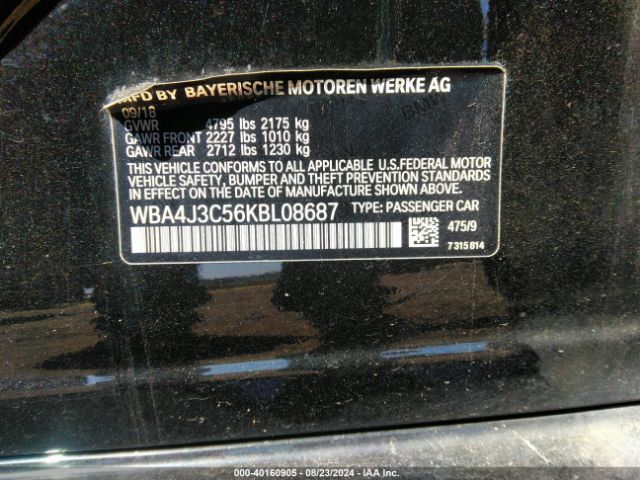 MFD BY BAYERISCHE MOTOREN WERKE AG
09/18
GVWR 4795 lbs 2175 kg
GAWR FRONT 2227 lbs 1010 kg
GAWR REAR 2712 lbs 1230 kg
THIS VEHICLE CONFORMS TO ALL APPLICABLE U.S.FEDERAL MOTOR
VEHICLE SAFETY, BUMPER, AND THEFT PREVENTION STANDARDS
IN EFFECT ON THE DATE OF MANUFACTURE SHOWN ABOVE.
WBA4J3C56KBL08687 TYPE: PASSENGER CAR
475/9
7 315 814
© - 40160905 - 08/23/2024 - IAA Inc.